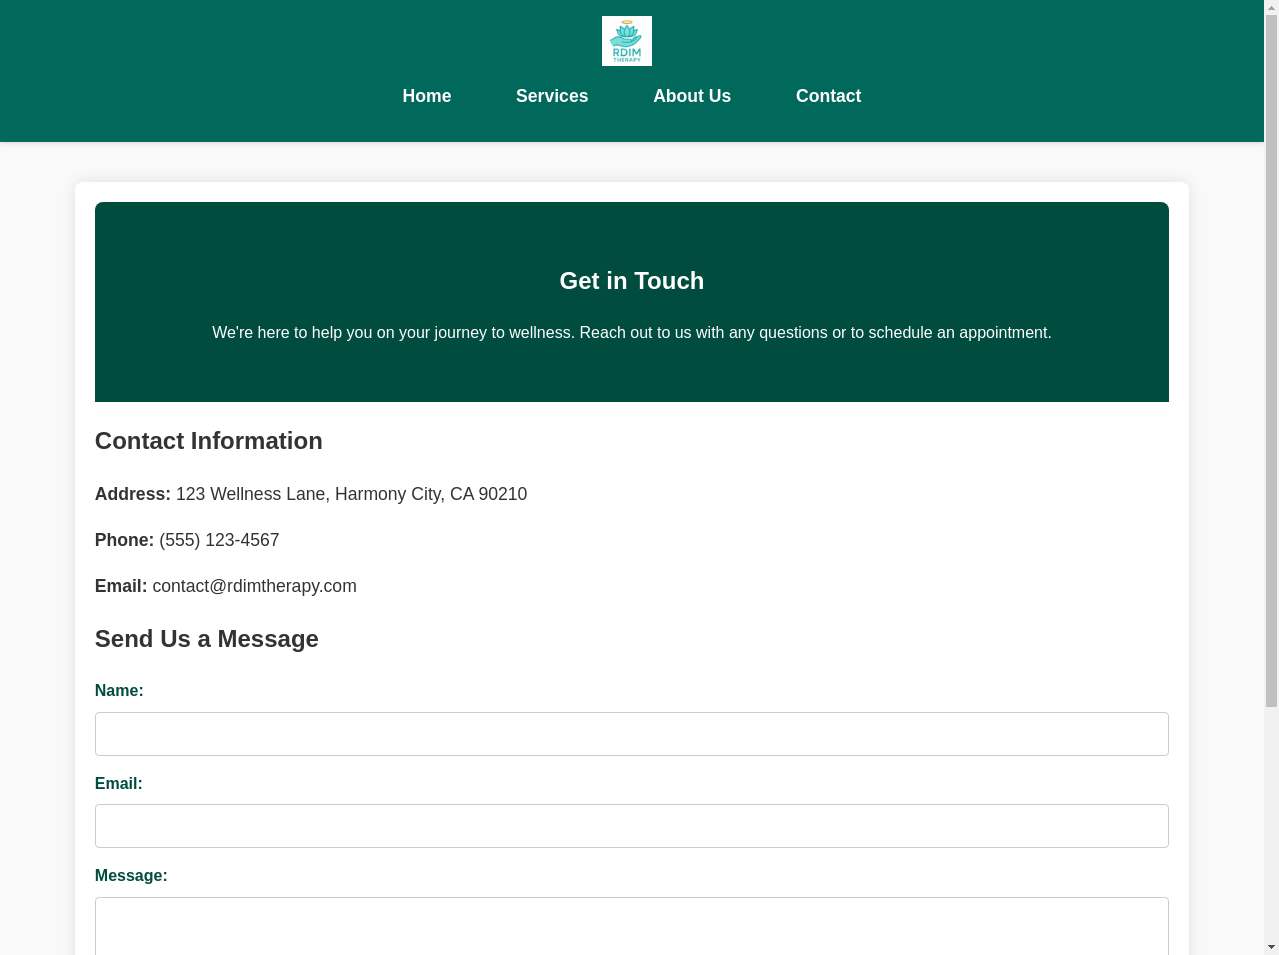 RDIM
THERAPY
Home Services About Us Contact
Get in Touch
We're here to help you on your journey to wellness. Reach out to us with any questions or to schedule an appointment.
Contact Information
Address: 123 Wellness Lane, Harmony City, CA 90210
Phone: (555) 123-4567
Email: contact@rdimtherapy.com
Send Us a Message
Name:
Email:
Message: